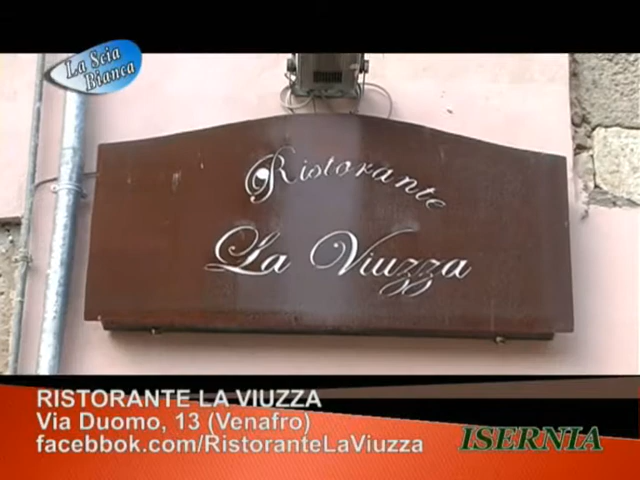 La Scia
Bianca
Ristorante
La Viuzza
RISTORANTE LA VIUZZA
Via Duomo, 13 (Venafro)
facebbok.com/RistoranteLaViuzza
ISERNIA